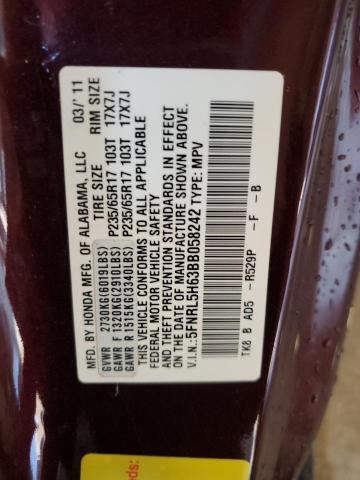 MFD. BY HONDA MFG. OF ALABAMA, LLC 03/'11
TIRE SIZE RIM SIZE
GVWR 2730KG(6019LBS)
GAWR F 1320KG(2910LBS) P235/65R17 103T 17X7J
GAWR R 1515KG(3340LBS) P235/65R17 103T 17X7J
THIS VEHICLE CONFORMS TO ALL APPLICABLE
FEDERAL MOTOR VEHICLE SAFETY
AND THEFT PREVENTION STANDARDS IN EFFECT
ON THE DATE OF MANUFACTURE SHOWN ABOVE.
V.I.N.:5FNRL5H63BB058242 TYPE: MPV
TK8 B AD5 -R529P -F -B
eds: